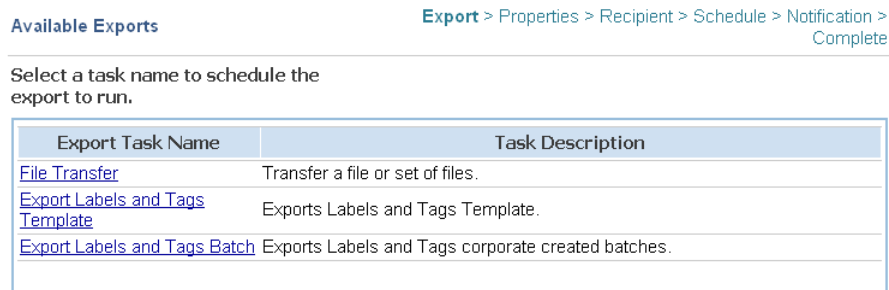 Available Exports
Export > Properties > Recipient > Schedule > Notification >
Complete
Select a task name to schedule the
export to run.
Export Task Name Task Description
File Transfer Transfer a file or set of files.
Export Labels and Tags
Template Exports Labels and Tags Template.
Export Labels and Tags Batch Exports Labels and Tags corporate created batches.